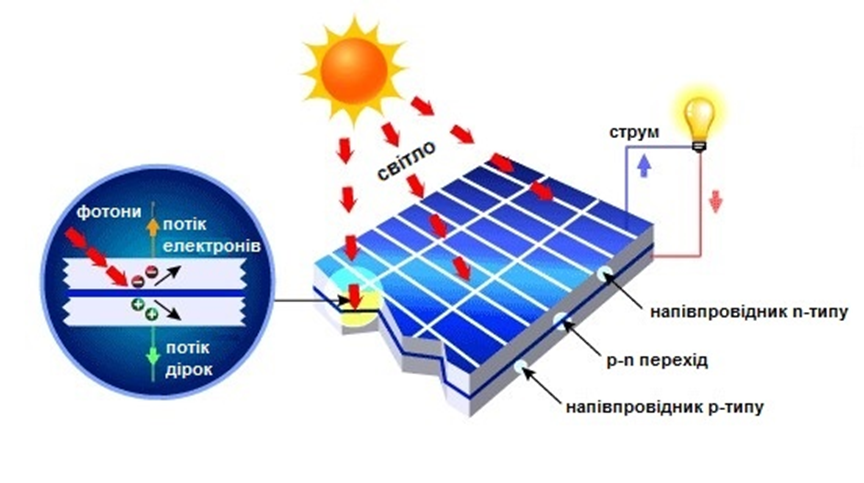 струм
світло
фотони
потік
електронів
потік
дірок
напівпровідник n-типу
p-n перехід
напівпровідник p-типу